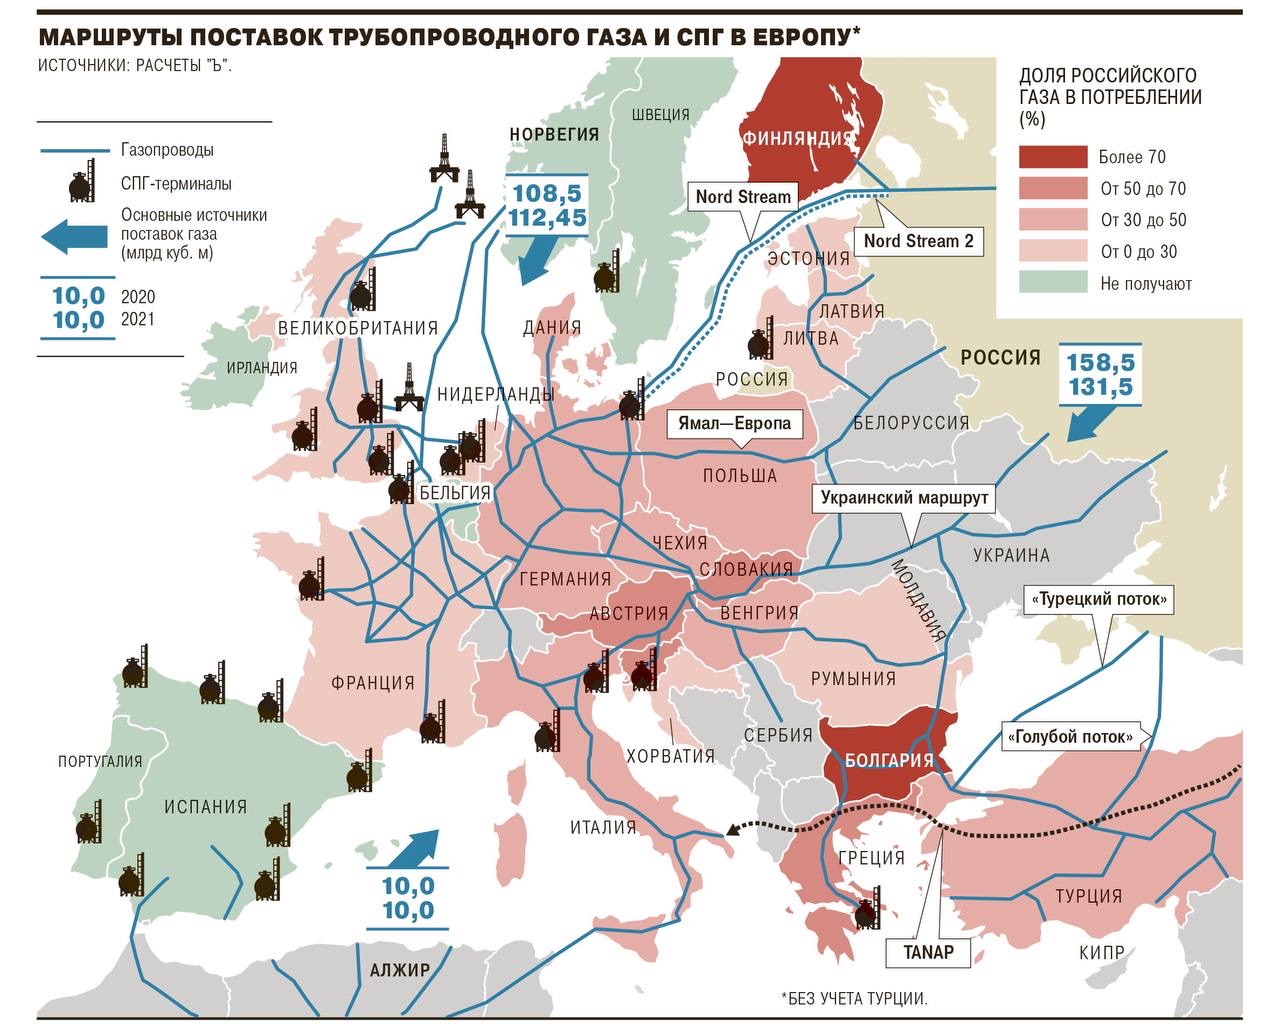 МАРШРУТЫ ПОСТАВОК ТРУБОПРОВОДНОГО ГАЗА И СПГ В ЕВРОПУ*
ИСТОЧНИКИ: РАСЧЕТЫ "Ъ".
Газопроводы
СПГ-терминалы
Основные источники
поставок газа
(млрд куб. м)
10,0 2020
10,0 2021
ДОЛЯ РОССИЙСКОГО
ГАЗА В ПОТРЕБЛЕНИИ
(%)
Более 70
От 50 до 70
От 30 до 50
От 0 до 30
Не получают
ШВЕЦИЯ
НОРВЕГИЯ
ФИНЛЯНДИЯ
108,5
112,45
Nord Stream
Nord Stream 2
ЭСТОНИЯ
ЛАТВИЯ
ЛИТВА
ВЕЛИКОБРИТАНИЯ
ДАНИЯ
ИРЛАНДИЯ
РОССИЯ
РОССИЯ
158,5
131,5
НИДЕРЛАНДЫ
Ямал—Европа
БЕЛОРУССИЯ
ПОЛЬША
БЕЛЬГИЯ
Украинский маршрут
ЧЕХИЯ
УКРАИНА
СЛОВАКИЯ
ГЕРМАНИЯ
МОЛДАВИЯ
АВСТРИЯ
ВЕНГРИЯ
«Турецкий поток»
ФРАНЦИЯ
РУМЫНИЯ
СЕРБИЯ
ХОРВАТИЯ
«Голубой поток»
ПОРТУГАЛИЯ
БОЛГАРИЯ
ИСПАНИЯ
ИТАЛИЯ
ГРЕЦИЯ
10,0
10,0
ТУРЦИЯ
TANAP
КИПР
АЛЖИР
*БЕЗ УЧЕТА ТУРЦИИ.